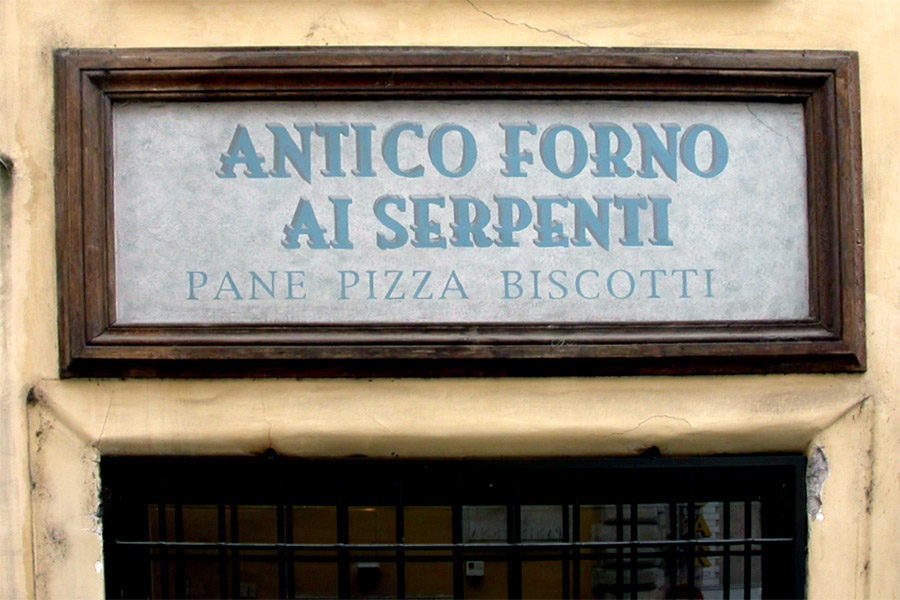 ANTICO FORNO
AI SERPENTI
PANE PIZZA BISCOTTI